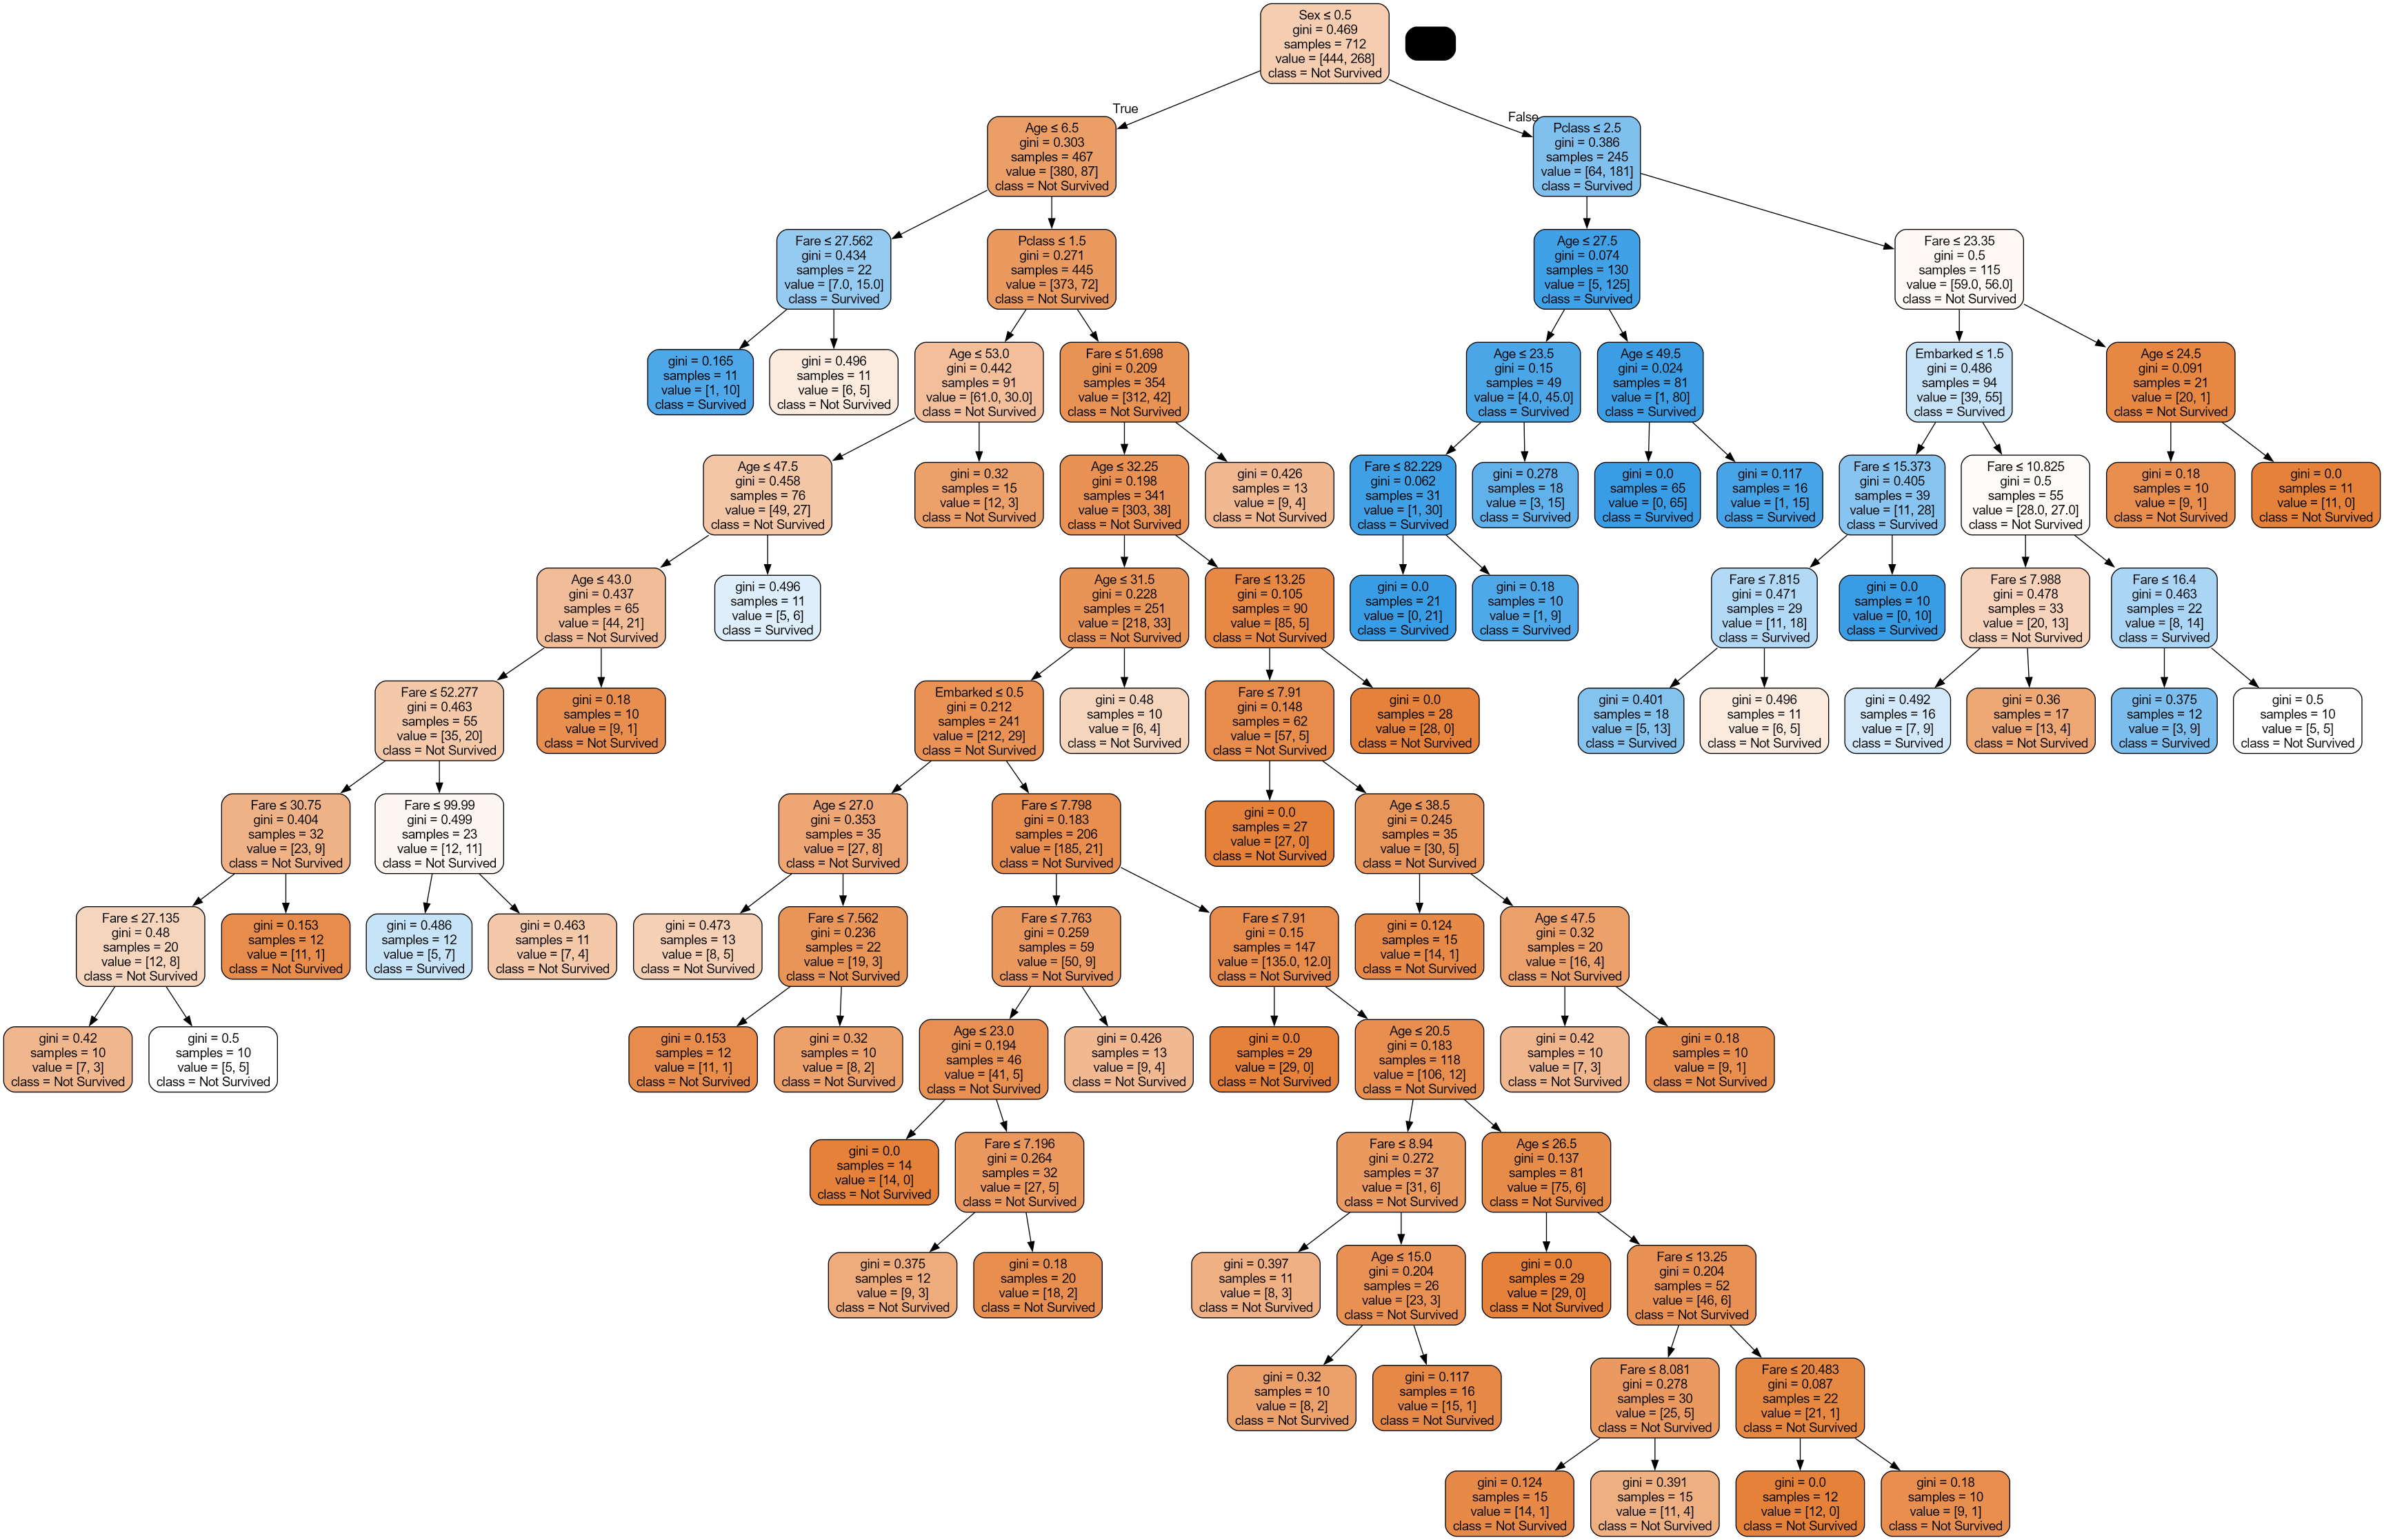 Sex ≤ 0.5
gini = 0.469
samples = 712
value = [444, 268]
class = Not Survived
True
False
Age ≤ 6.5
gini = 0.303
samples = 467
value = [380, 87]
class = Not Survived
Pclass ≤ 2.5
gini = 0.386
samples = 245
value = [64, 181]
class = Survived
Fare ≤ 27.562
gini = 0.434
samples = 22
value = [7.0, 15.0]
class = Survived
Pclass ≤ 1.5
gini = 0.271
samples = 445
value = [373, 72]
class = Not Survived
Age ≤ 27.5
gini = 0.074
samples = 130
value = [5, 125]
class = Survived
Fare ≤ 23.35
gini = 0.5
samples = 115
value = [59.0, 56.0]
class = Not Survived
gini = 0.165
samples = 11
value = [1, 10]
class = Survived
gini = 0.496
samples = 11
value = [6, 5]
class = Not Survived
Age ≤ 53.0
gini = 0.442
samples = 91
value = [61.0, 30.0]
class = Not Survived
Fare ≤ 51.698
gini = 0.209
samples = 354
value = [312, 42]
class = Not Survived
Age ≤ 23.5
gini = 0.15
samples = 49
value = [4.0, 45.0]
class = Survived
Age ≤ 49.5
gini = 0.024
samples = 81
value = [1, 80]
class = Survived
Embarked ≤ 1.5
gini = 0.486
samples = 94
value = [39, 55]
class = Survived
Age ≤ 24.5
gini = 0.091
samples = 21
value = [20, 1]
class = Not Survived
Age ≤ 47.5
gini = 0.458
samples = 76
value = [49, 27]
class = Not Survived
gini = 0.32
samples = 15
value = [12, 3]
class = Not Survived
Age ≤ 32.25
gini = 0.198
samples = 341
value = [303, 38]
class = Not Survived
gini = 0.426
samples = 13
value = [9, 4]
class = Not Survived
Fare ≤ 82.229
gini = 0.062
samples = 31
value = [1, 30]
class = Survived
gini = 0.278
samples = 18
value = [3, 15]
class = Survived
gini = 0.0
samples = 65
value = [0, 65]
class = Survived
gini = 0.117
samples = 16
value = [1, 15]
class = Survived
Fare ≤ 15.373
gini = 0.405
samples = 39
value = [11, 28]
class = Survived
Fare ≤ 10.825
gini = 0.5
samples = 55
value = [28.0, 27.0]
class = Not Survived
gini = 0.18
samples = 10
value = [9, 1]
class = Not Survived
gini = 0.0
samples = 11
value = [11, 0]
class = Not Survived
Age ≤ 43.0
gini = 0.437
samples = 65
value = [44, 21]
class = Not Survived
gini = 0.496
samples = 11
value = [5, 6]
class = Survived
Age ≤ 31.5
gini = 0.228
samples = 251
value = [218, 33]
class = Not Survived
Fare ≤ 13.25
gini = 0.105
samples = 90
value = [85, 5]
class = Not Survived
gini = 0.0
samples = 21
value = [0, 21]
class = Survived
gini = 0.18
samples = 10
value = [1, 9]
class = Survived
Fare ≤ 7.815
gini = 0.471
samples = 29
value = [11, 18]
class = Survived
gini = 0.0
samples = 10
value = [0, 10]
class = Survived
Fare ≤ 7.988
gini = 0.478
samples = 33
value = [20, 13]
class = Not Survived
Fare ≤ 16.4
gini = 0.463
samples = 22
value = [8, 14]
class = Survived
Fare ≤ 52.277
gini = 0.463
samples = 55
value = [35, 20]
class = Not Survived
gini = 0.18
samples = 10
value = [9, 1]
class = Not Survived
Embarked ≤ 0.5
gini = 0.212
samples = 241
value = [212, 29]
class = Not Survived
gini = 0.48
samples = 10
value = [6, 4]
class = Not Survived
Fare ≤ 7.91
gini = 0.148
samples = 62
value = [57, 5]
class = Not Survived
gini = 0.0
samples = 28
value = [28, 0]
class = Not Survived
gini = 0.401
samples = 18
value = [5, 13]
class = Survived
gini = 0.496
samples = 11
value = [6, 5]
class = Not Survived
gini = 0.492
samples = 16
value = [7, 9]
class = Survived
gini = 0.36
samples = 17
value = [13, 4]
class = Not Survived
gini = 0.375
samples = 12
value = [3, 9]
class = Survived
gini = 0.5
samples = 10
value = [5, 5]
class = Not Survived
Fare ≤ 30.75
gini = 0.404
samples = 32
value = [23, 9]
class = Not Survived
Fare ≤ 99.99
gini = 0.499
samples = 23
value = [12, 11]
class = Not Survived
Age ≤ 27.0
gini = 0.353
samples = 35
value = [27, 8]
class = Not Survived
Fare ≤ 7.798
gini = 0.183
samples = 206
value = [185, 21]
class = Not Survived
gini = 0.0
samples = 27
value = [27, 0]
class = Not Survived
Age ≤ 38.5
gini = 0.245
samples = 35
value = [30, 5]
class = Not Survived
Fare ≤ 27.135
gini = 0.48
samples = 20
value = [12, 8]
class = Not Survived
gini = 0.153
samples = 12
value = [11, 1]
class = Not Survived
gini = 0.486
samples = 12
value = [5, 7]
class = Survived
gini = 0.463
samples = 11
value = [7, 4]
class = Not Survived
gini = 0.473
samples = 13
value = [8, 5]
class = Not Survived
Fare ≤ 7.562
gini = 0.236
samples = 22
value = [19, 3]
class = Not Survived
Fare ≤ 7.763
gini = 0.259
samples = 59
value = [50, 9]
class = Not Survived
Fare ≤ 7.91
gini = 0.15
samples = 147
value = [135.0, 12.0]
class = Not Survived
gini = 0.124
samples = 15
value = [14, 1]
class = Not Survived
Age ≤ 47.5
gini = 0.32
samples = 20
value = [16, 4]
class = Not Survived
gini = 0.42
samples = 10
value = [7, 3]
class = Not Survived
gini = 0.5
samples = 10
value = [5, 5]
class = Not Survived
gini = 0.153
samples = 12
value = [11, 1]
class = Not Survived
gini = 0.32
samples = 10
value = [8, 2]
class = Not Survived
Age ≤ 23.0
gini = 0.194
samples = 46
value = [41, 5]
class = Not Survived
gini = 0.426
samples = 13
value = [9, 4]
class = Not Survived
gini = 0.0
samples = 29
value = [29, 0]
class = Not Survived
Age ≤ 20.5
gini = 0.183
samples = 118
value = [106, 12]
class = Not Survived
gini = 0.42
samples = 10
value = [7, 3]
class = Not Survived
gini = 0.18
samples = 10
value = [9, 1]
class = Not Survived
gini = 0.0
samples = 14
value = [14, 0]
class = Not Survived
Fare ≤ 7.196
gini = 0.264
samples = 32
value = [27, 5]
class = Not Survived
Fare ≤ 8.94
gini = 0.272
samples = 37
value = [31, 6]
class = Not Survived
Age ≤ 26.5
gini = 0.137
samples = 81
value = [75, 6]
class = Not Survived
gini = 0.375
samples = 12
value = [9, 3]
class = Not Survived
gini = 0.18
samples = 20
value = [18, 2]
class = Not Survived
gini = 0.397
samples = 11
value = [8, 3]
class = Not Survived
Age ≤ 15.0
gini = 0.204
samples = 26
value = [23, 3]
class = Not Survived
gini = 0.0
samples = 29
value = [29, 0]
class = Not Survived
Fare ≤ 13.25
gini = 0.204
samples = 52
value = [46, 6]
class = Not Survived
gini = 0.32
samples = 10
value = [8, 2]
class = Not Survived
gini = 0.117
samples = 16
value = [15, 1]
class = Not Survived
Fare ≤ 8.081
gini = 0.278
samples = 30
value = [25, 5]
class = Not Survived
Fare ≤ 20.483
gini = 0.087
samples = 22
value = [21, 1]
class = Not Survived
gini = 0.124
samples = 15
value = [14, 1]
class = Not Survived
gini = 0.391
samples = 15
value = [11, 4]
class = Not Survived
gini = 0.0
samples = 12
value = [12, 0]
class = Not Survived
gini = 0.18
samples = 10
value = [9, 1]
class = Not Survived